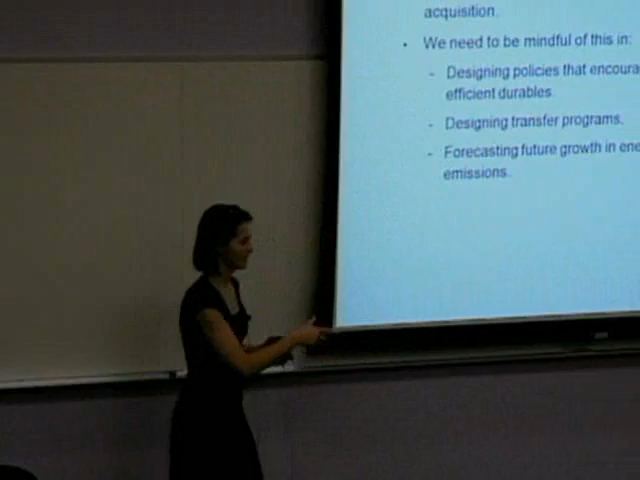 acquisition.
• We need to be mindful of this in:
- Designing policies that encoura
efficient durables.
- Designing transfer programs.
- Forecasting future growth in ene
emissions.